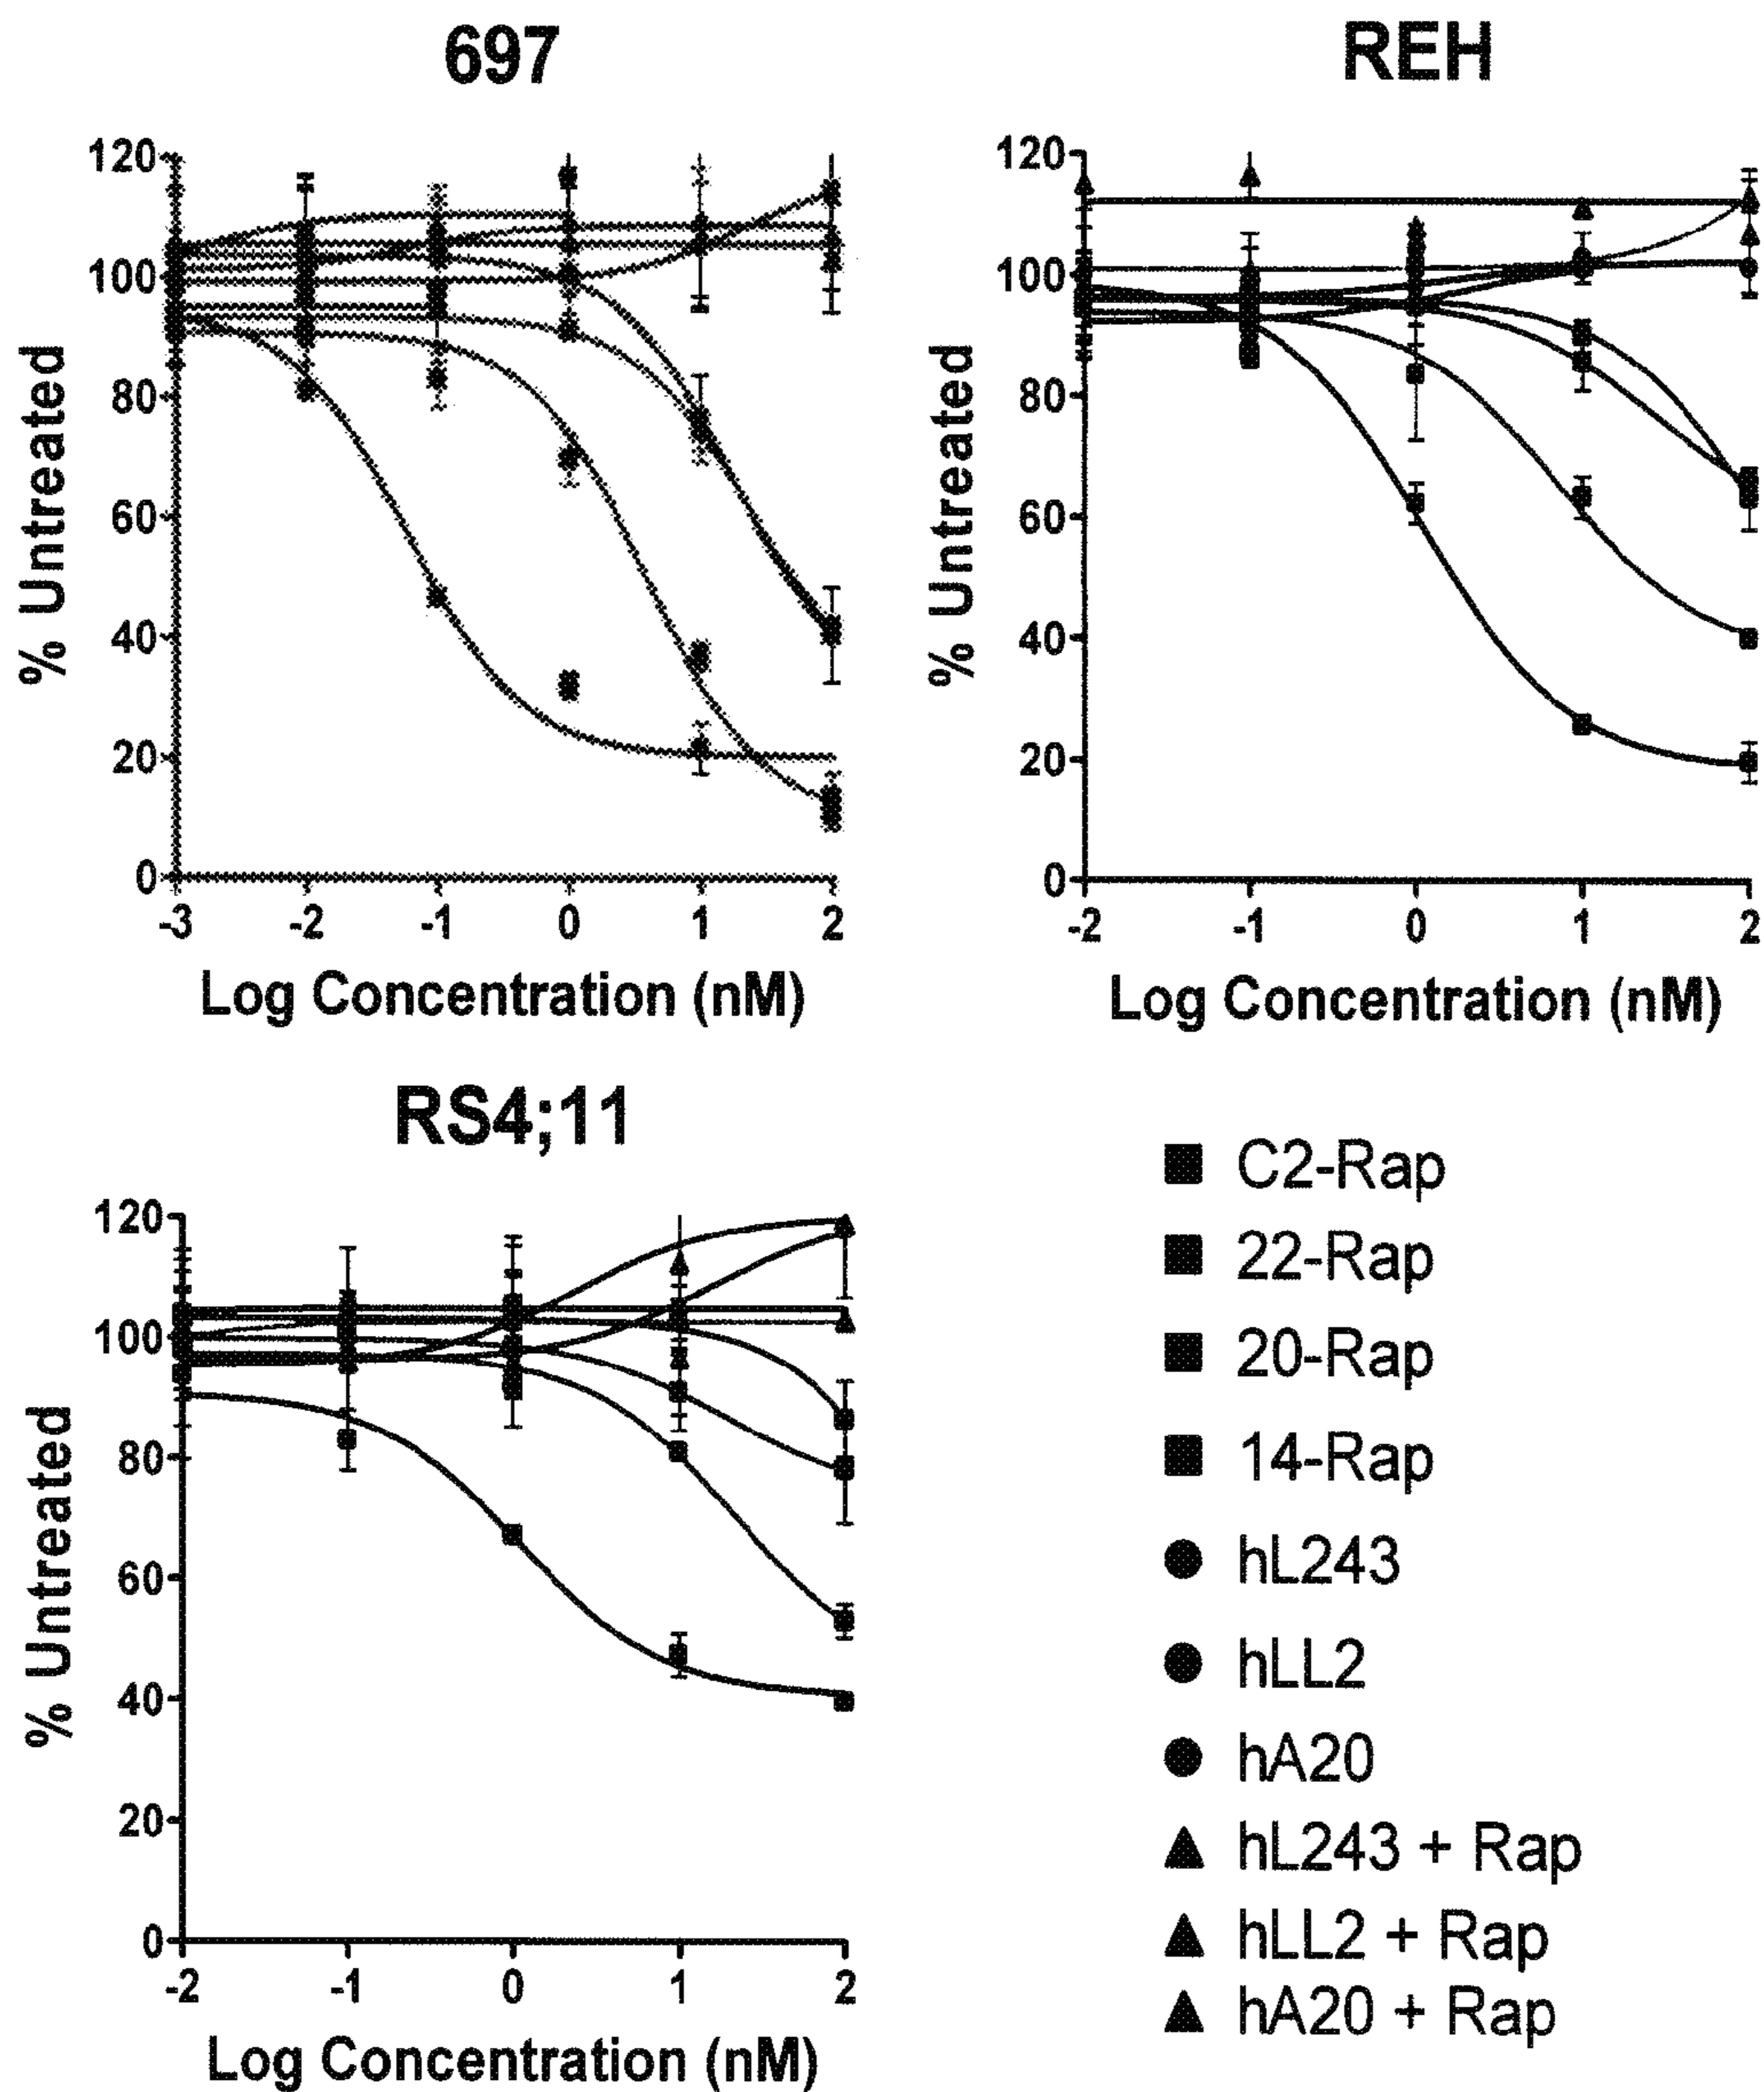 697
120
100
80
60
40
20
0
-3 -2 -1 0 1 2
% Untreated
Log Concentration (nM)
REH
120
100
80
60
40
20
0
-2 -1 0 1 2
% Untreated
Log Concentration (nM)
RS4;11
120
100
80
60
40
20
0
-2 -1 0 1 2
% Untreated
Log Concentration (nM)
C2-Rap
22-Rap
20-Rap
14-Rap
hL243
hLL2
hA20
hL243 + Rap
hLL2 + Rap
hA20 + Rap